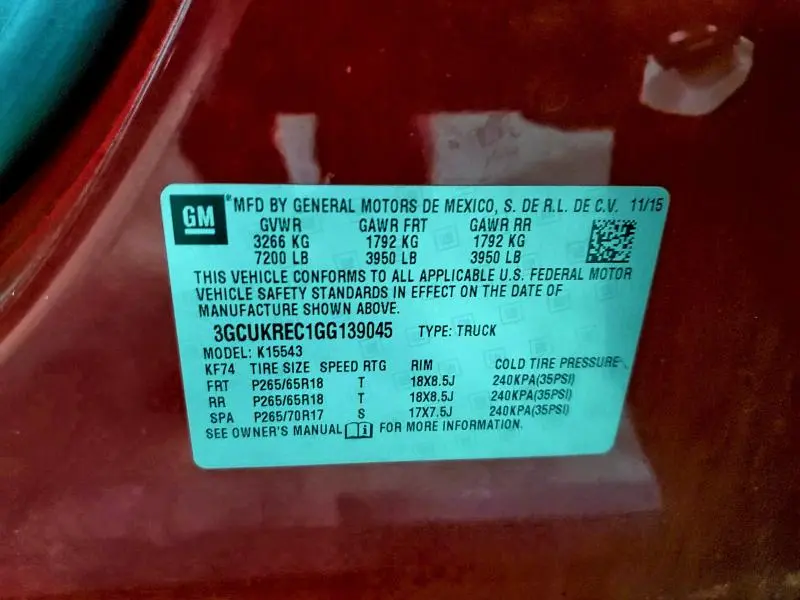 GM
*MFD BY GENERAL MOTORS DE MEXICO, S. DE R.L. DE C.V. 11/15
GVWR GAWR FRT GAWR RR
3266 KG 1792 KG 1792 KG
7200 LB 3950 LB 3950 LB
THIS VEHICLE CONFORMS TO ALL APPLICABLE U.S. FEDERAL MOTOR
VEHICLE SAFETY STANDARDS IN EFFECT ON THE DATE OF
MANUFACTURE SHOWN ABOVE.
3GCUKREC1GG139045 TYPE: TRUCK
MODEL: K15543
KF74 TIRE SIZE SPEED RTG RIM COLD TIRE PRESSURE
FRT P265/65R18 T 18X8.5J 240KPA(35PSI)
RR P265/65R18 T 18X8.5J 240KPA(35PSI)
SPA P265/70R17 S 17X7.5J 240KPA(35PSI)
SEE OWNER'S MANUAL i FOR MORE INFORMATION.